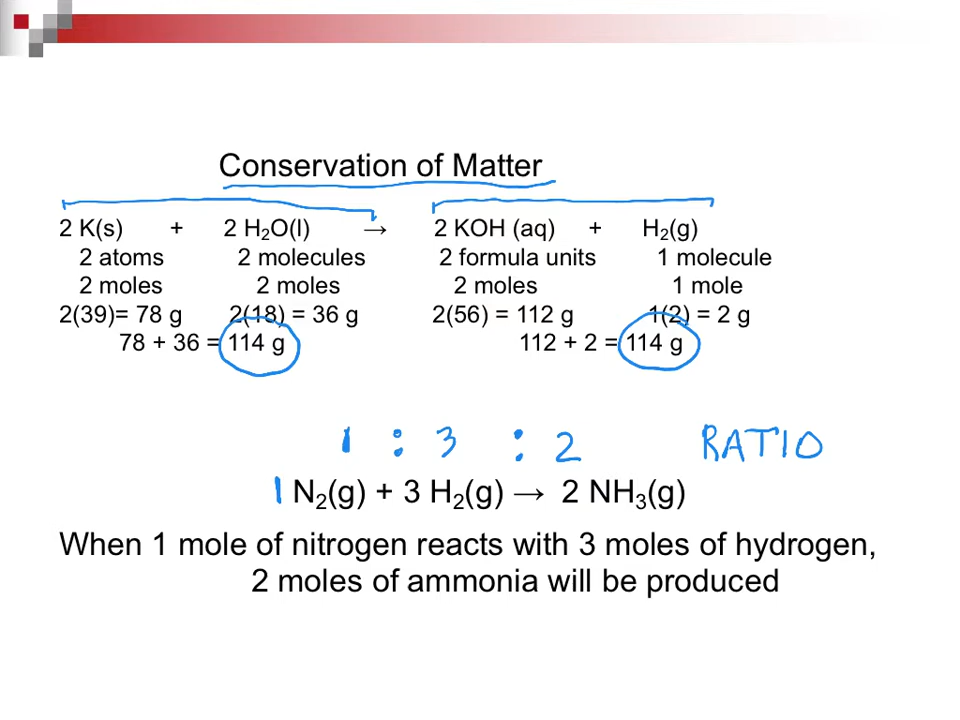 Conservation of Matter
2 K(s) + 2 H₂O(l) → 2 KOH (aq) + H₂(g)
2 atoms 2 molecules 2 formula units 1 molecule
2 moles 2 moles 2 moles 1 mole
2(39)= 78 g 2(18) = 36 g 2(56) = 112 g 1(2) = 2 g
78 + 36 = 114 g 112 + 2 = 114 g
1 : 3 : 2 RATIO
1 N₂(g) + 3 H₂(g) → 2 NH₃(g)
When 1 mole of nitrogen reacts with 3 moles of hydrogen,
2 moles of ammonia will be produced